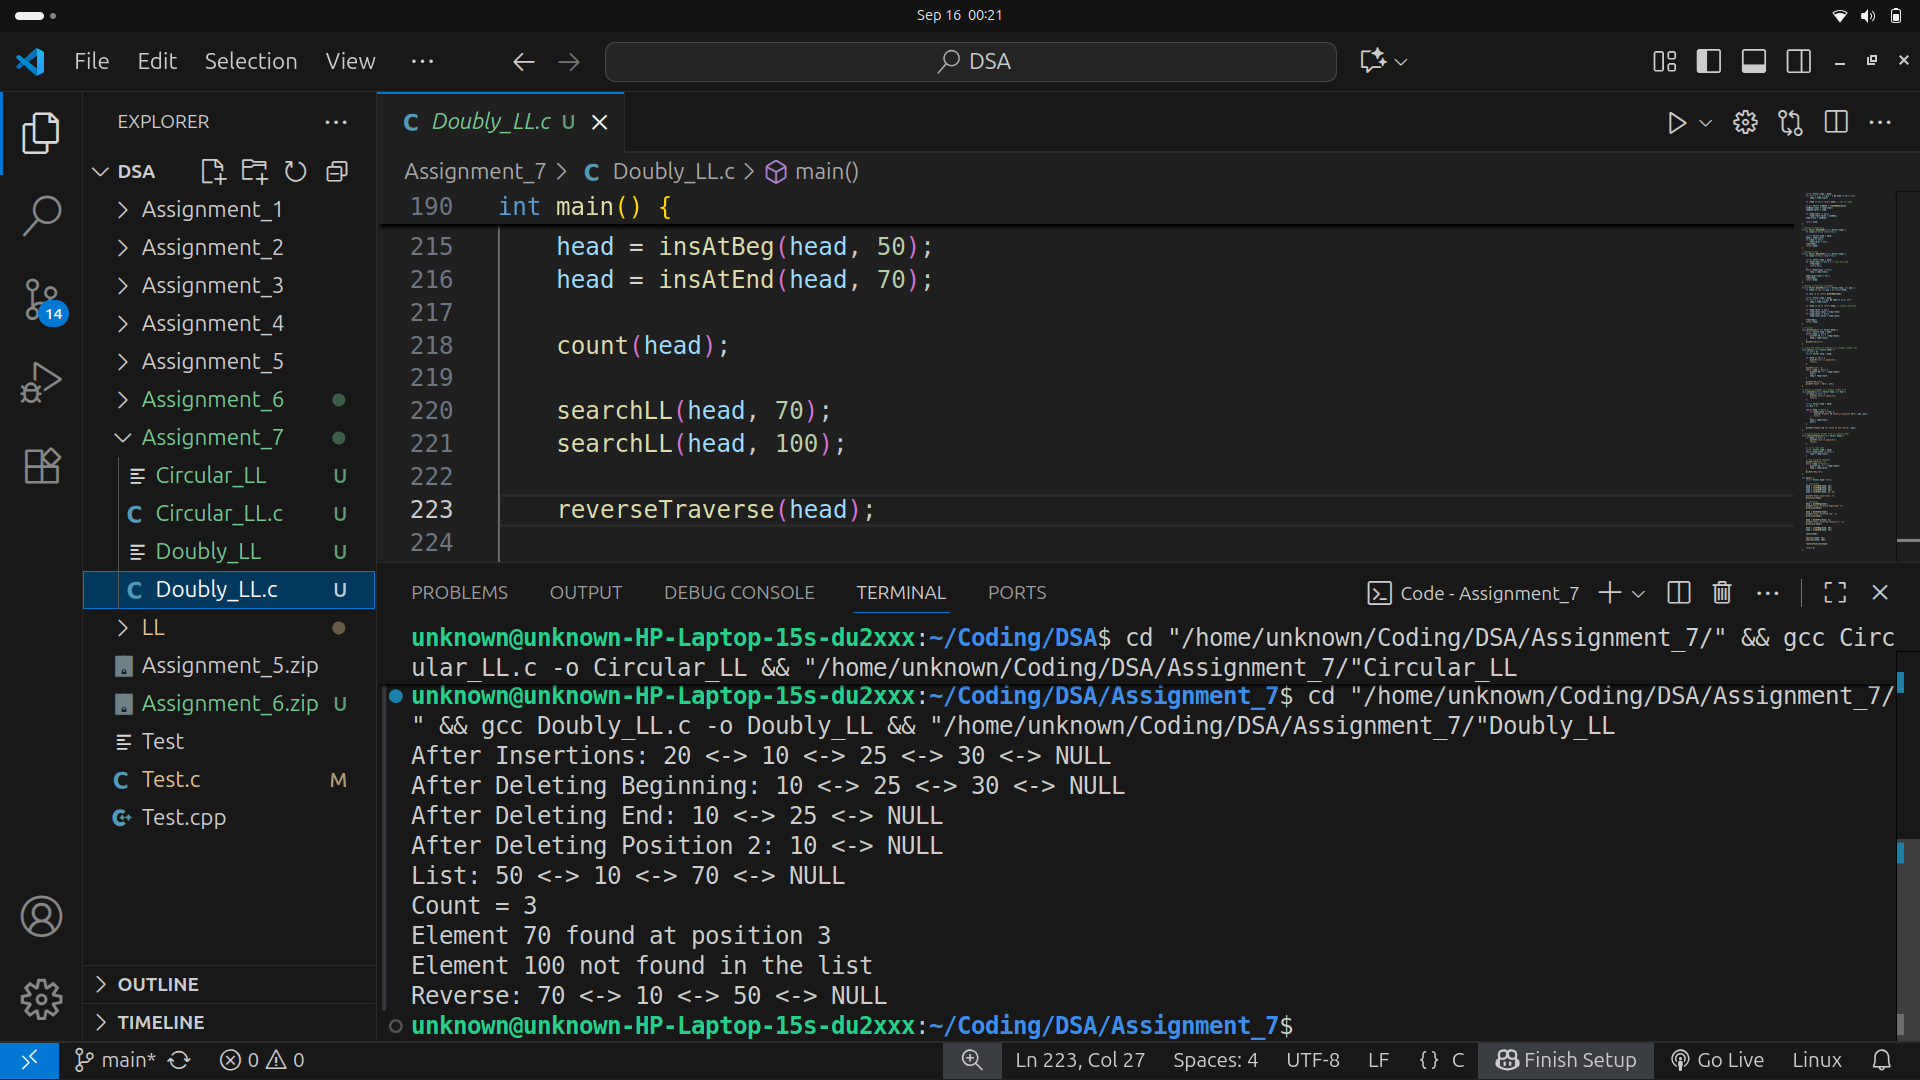 Sep 16 00:21
File Edit Selection View ···
DSA
EXPLORER ···
DSA
Assignment_1
Assignment_2
Assignment_3
Assignment_4
Assignment_5
Assignment_6
Assignment_7
Circular_LL U
Circular_LL.c U
Doubly_LL U
Doubly_LL.c U
LL
Assignment_5.zip
Assignment_6.zip U
Test
Test.c M
Test.cpp
OUTLINE
TIMELINE
14
Doubly_LL.c U
Assignment_7 > Doubly_LL.c > main()
190 int main() {
215 head = insAtBeg(head, 50);
216 head = insAtEnd(head, 70);
217
218 count(head);
219
220 searchLL(head, 70);
221 searchLL(head, 100);
222
223 reverseTraverse(head);
224
PROBLEMS OUTPUT DEBUG CONSOLE TERMINAL PORTS
Code - Assignment_7
unknown@unknown-HP-Laptop-15s-du2xxx:~/Coding/DSA$ cd "/home/unknown/Coding/DSA/Assignment_7/" && gcc Circ
ular_LL.c -o Circular_LL && "/home/unknown/Coding/DSA/Assignment_7/"Circular_LL
unknown@unknown-HP-Laptop-15s-du2xxx:~/Coding/DSA/Assignment_7$ cd "/home/unknown/Coding/DSA/Assignment_7/
" && gcc Doubly_LL.c -o Doubly_LL && "/home/unknown/Coding/DSA/Assignment_7/"Doubly_LL
After Insertions: 20 <-> 10 <-> 25 <-> 30 <-> NULL
After Deleting Beginning: 10 <-> 25 <-> 30 <-> NULL
After Deleting End: 10 <-> 25 <-> NULL
After Deleting Position 2: 10 <-> NULL
List: 50 <-> 10 <-> 70 <-> NULL
Count = 3
Element 70 found at position 3
Element 100 not found in the list
Reverse: 70 <-> 10 <-> 50 <-> NULL
unknown@unknown-HP-Laptop-15s-du2xxx:~/Coding/DSA/Assignment_7$
main* 0 0 Ln 223, Col 27 Spaces: 4 UTF-8 LF {} C Finish Setup Go Live Linux